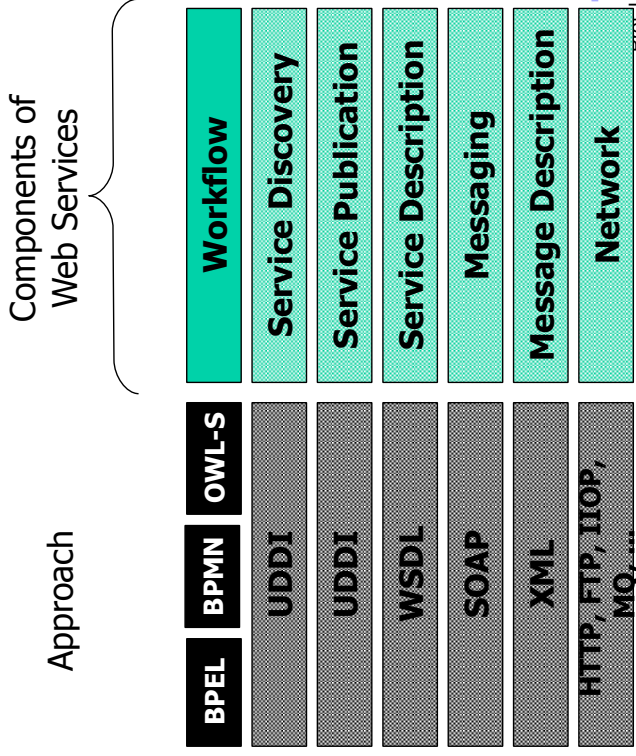 Approach
Components of
Web Services
BPEL
BPMN
OWL-S
Workflow
UDDI
Service Discovery
UDDI
Service Publication
WSDL
Service Description
SOAP
Messaging
XML
Message Description
HTTP, FTP, IIOP,
MQ, ...
Network